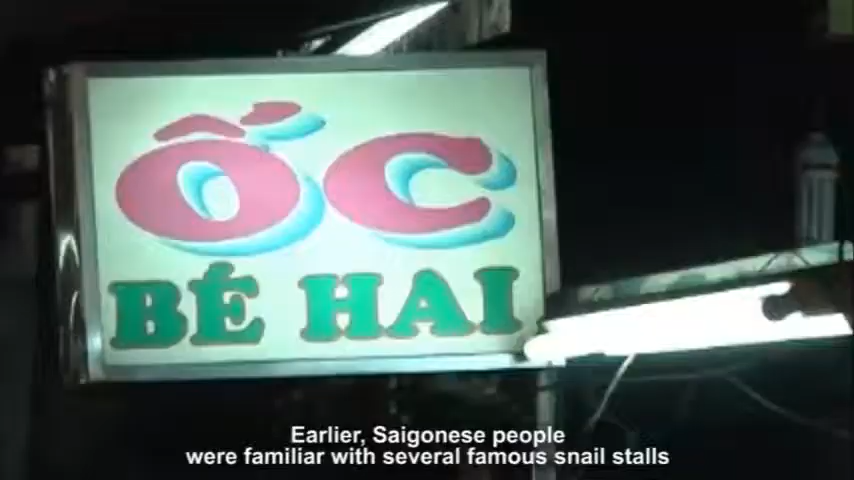 ỐC
BÉ HAI
Earlier, Saigonese people
were familiar with several famous snail stalls